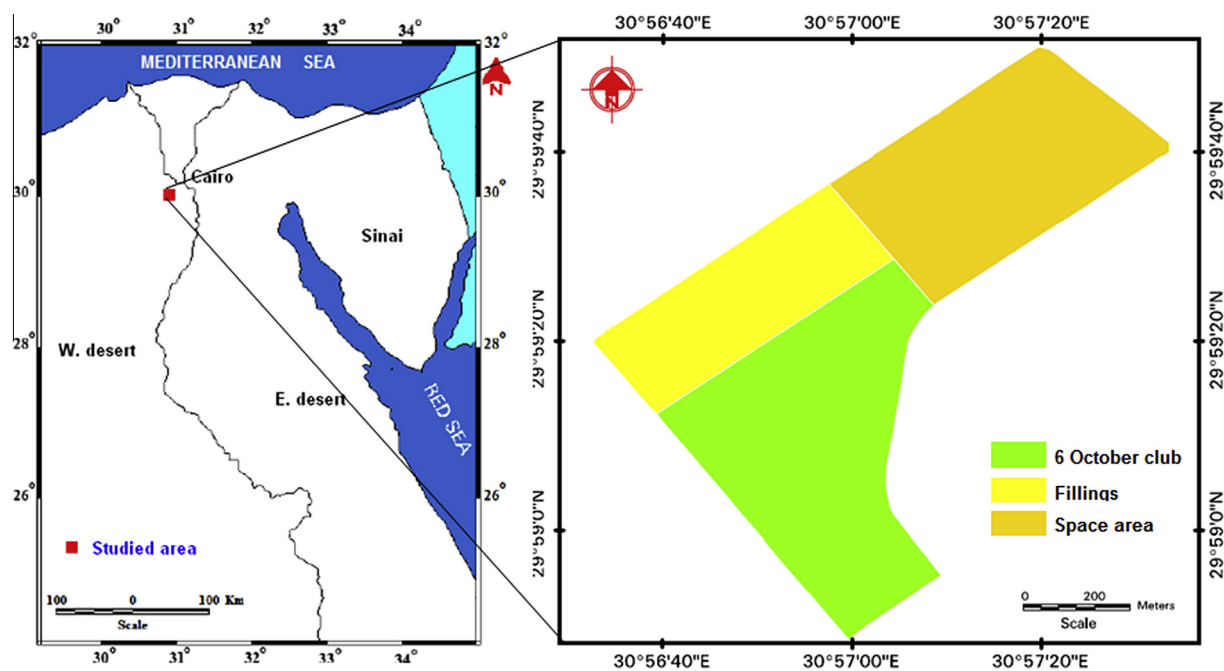 30° 31° 32° 33° 34°
32°
30°
28°
26°
32°
30°
28°
26°
MEDITERRANEAN SEA
N
Cairo
Sinai
W. desert
E. desert
RED SEA
Studied area
100 0 100 Km
Scale
30° 31° 32° 33° 34
30°56'40"E 30°57'00"E 30°57'20"E
N
29°59'40"N
29°59'20"N
29°59'0"N
29°59'40"N
29°59'20"N
29°59'0"N
6 October club
Fillings
Space area
0 200
Meters
Scale
30°56'40"E 30°57'00"E 30°57'20"E